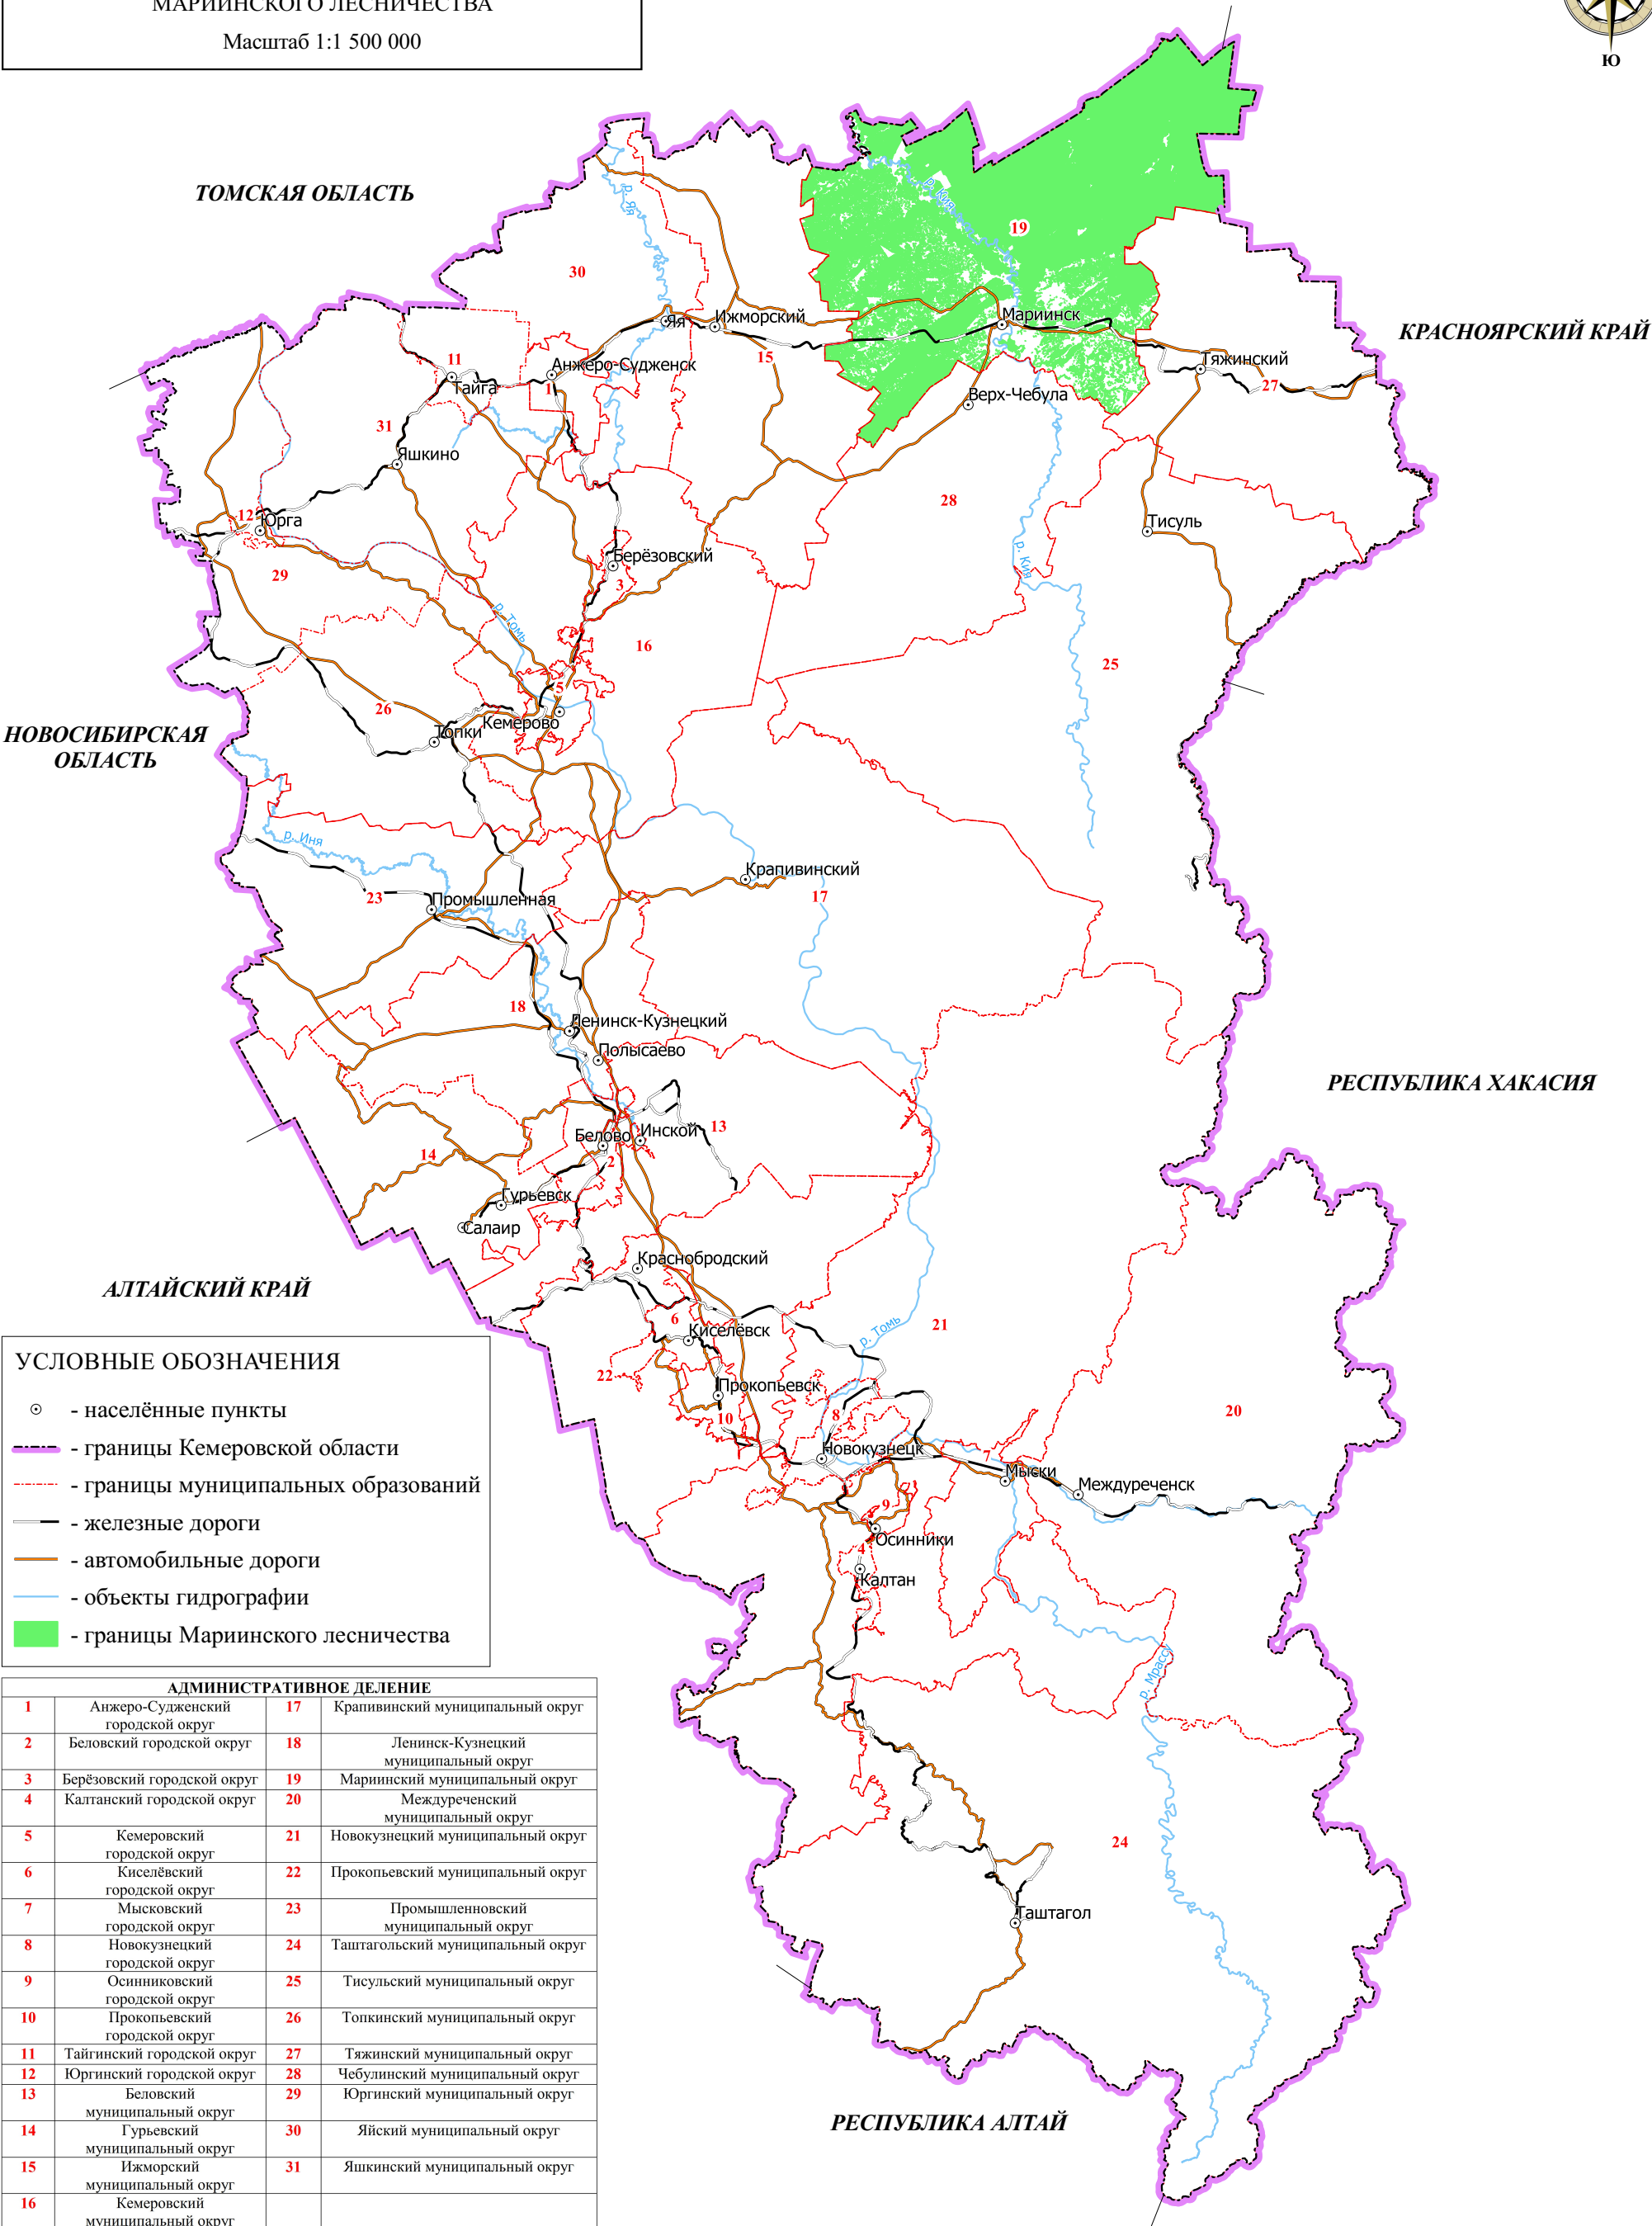 МАРИИНСКОГО ЛЕСНИЧЕСТВА
Масштаб 1:1 500 000
Ю
ТОМСКАЯ ОБЛАСТЬ
КРАСНОЯРСКИЙ КРАЙ
НОВОСИБИРСКАЯ
ОБЛАСТЬ
РЕСПУБЛИКА ХАКАСИЯ
АЛТАЙСКИЙ КРАЙ
РЕСПУБЛИКА АЛТАЙ
р. Яя
р. Кия
19
30
Яя
Ижморский
Мариинск
15
11
Тайга
Анжеро-Судженск
1
Тяжинский
27
Верх-Чебула
31
Яшкино
28
12
Юрга
Тисуль
29
Берёзовский
3
р. Кия
р. Томь
16
25
5
26
Кемерово
Топки
р. Иня
Крапивинский
23
17
Промышленная
18
Ленинск-Кузнецкий
Полысаево
13
Инской
Белово
2
14
Гурьевск
Салаир
Краснобродский
6
Киселёвск
р. Томь
21
22
Прокопьевск
10
8
20
Новокузнецк
7
Мыски
Междуреченск
9
Осинники
4
Калтан
р. Мрассу
24
Таштагол
УСЛОВНЫЕ ОБОЗНАЧЕНИЯ
- населённые пункты
- границы Кемеровской области
- границы муниципальных образований
- железные дороги
- автомобильные дороги
- объекты гидрографии
- границы Мариинского лесничества
АДМИНИСТРАТИВНОЕ ДЕЛЕНИЕ
1 Анжеро-Судженский городской округ 17 Крапивинский муниципальный округ
2 Беловский городской округ 18 Ленинск-Кузнецкий муниципальный округ
3 Берёзовский городской округ 19 Мариинский муниципальный округ
4 Калтанский городской округ 20 Междуреченский муниципальный округ
5 Кемеровский городской округ 21 Новокузнецкий муниципальный округ
6 Киселёвский городской округ 22 Прокопьевский муниципальный округ
7 Мысковский городской округ 23 Промышленновский муниципальный округ
8 Новокузнецкий городской округ 24 Таштагольский муниципальный округ
9 Осинниковский городской округ 25 Тисульский муниципальный округ
10 Прокопьевский городской округ 26 Топкинский муниципальный округ
11 Тайгинский городской округ 27 Тяжинский муниципальный округ
12 Юргинский городской округ 28 Чебулинский муниципальный округ
13 Беловский муниципальный округ 29 Юргинский муниципальный округ
14 Гурьевский муниципальный округ 30 Яйский муниципальный округ
15 Ижморский муниципальный округ 31 Яшкинский муниципальный округ
16 Кемеровский муниципальный округ